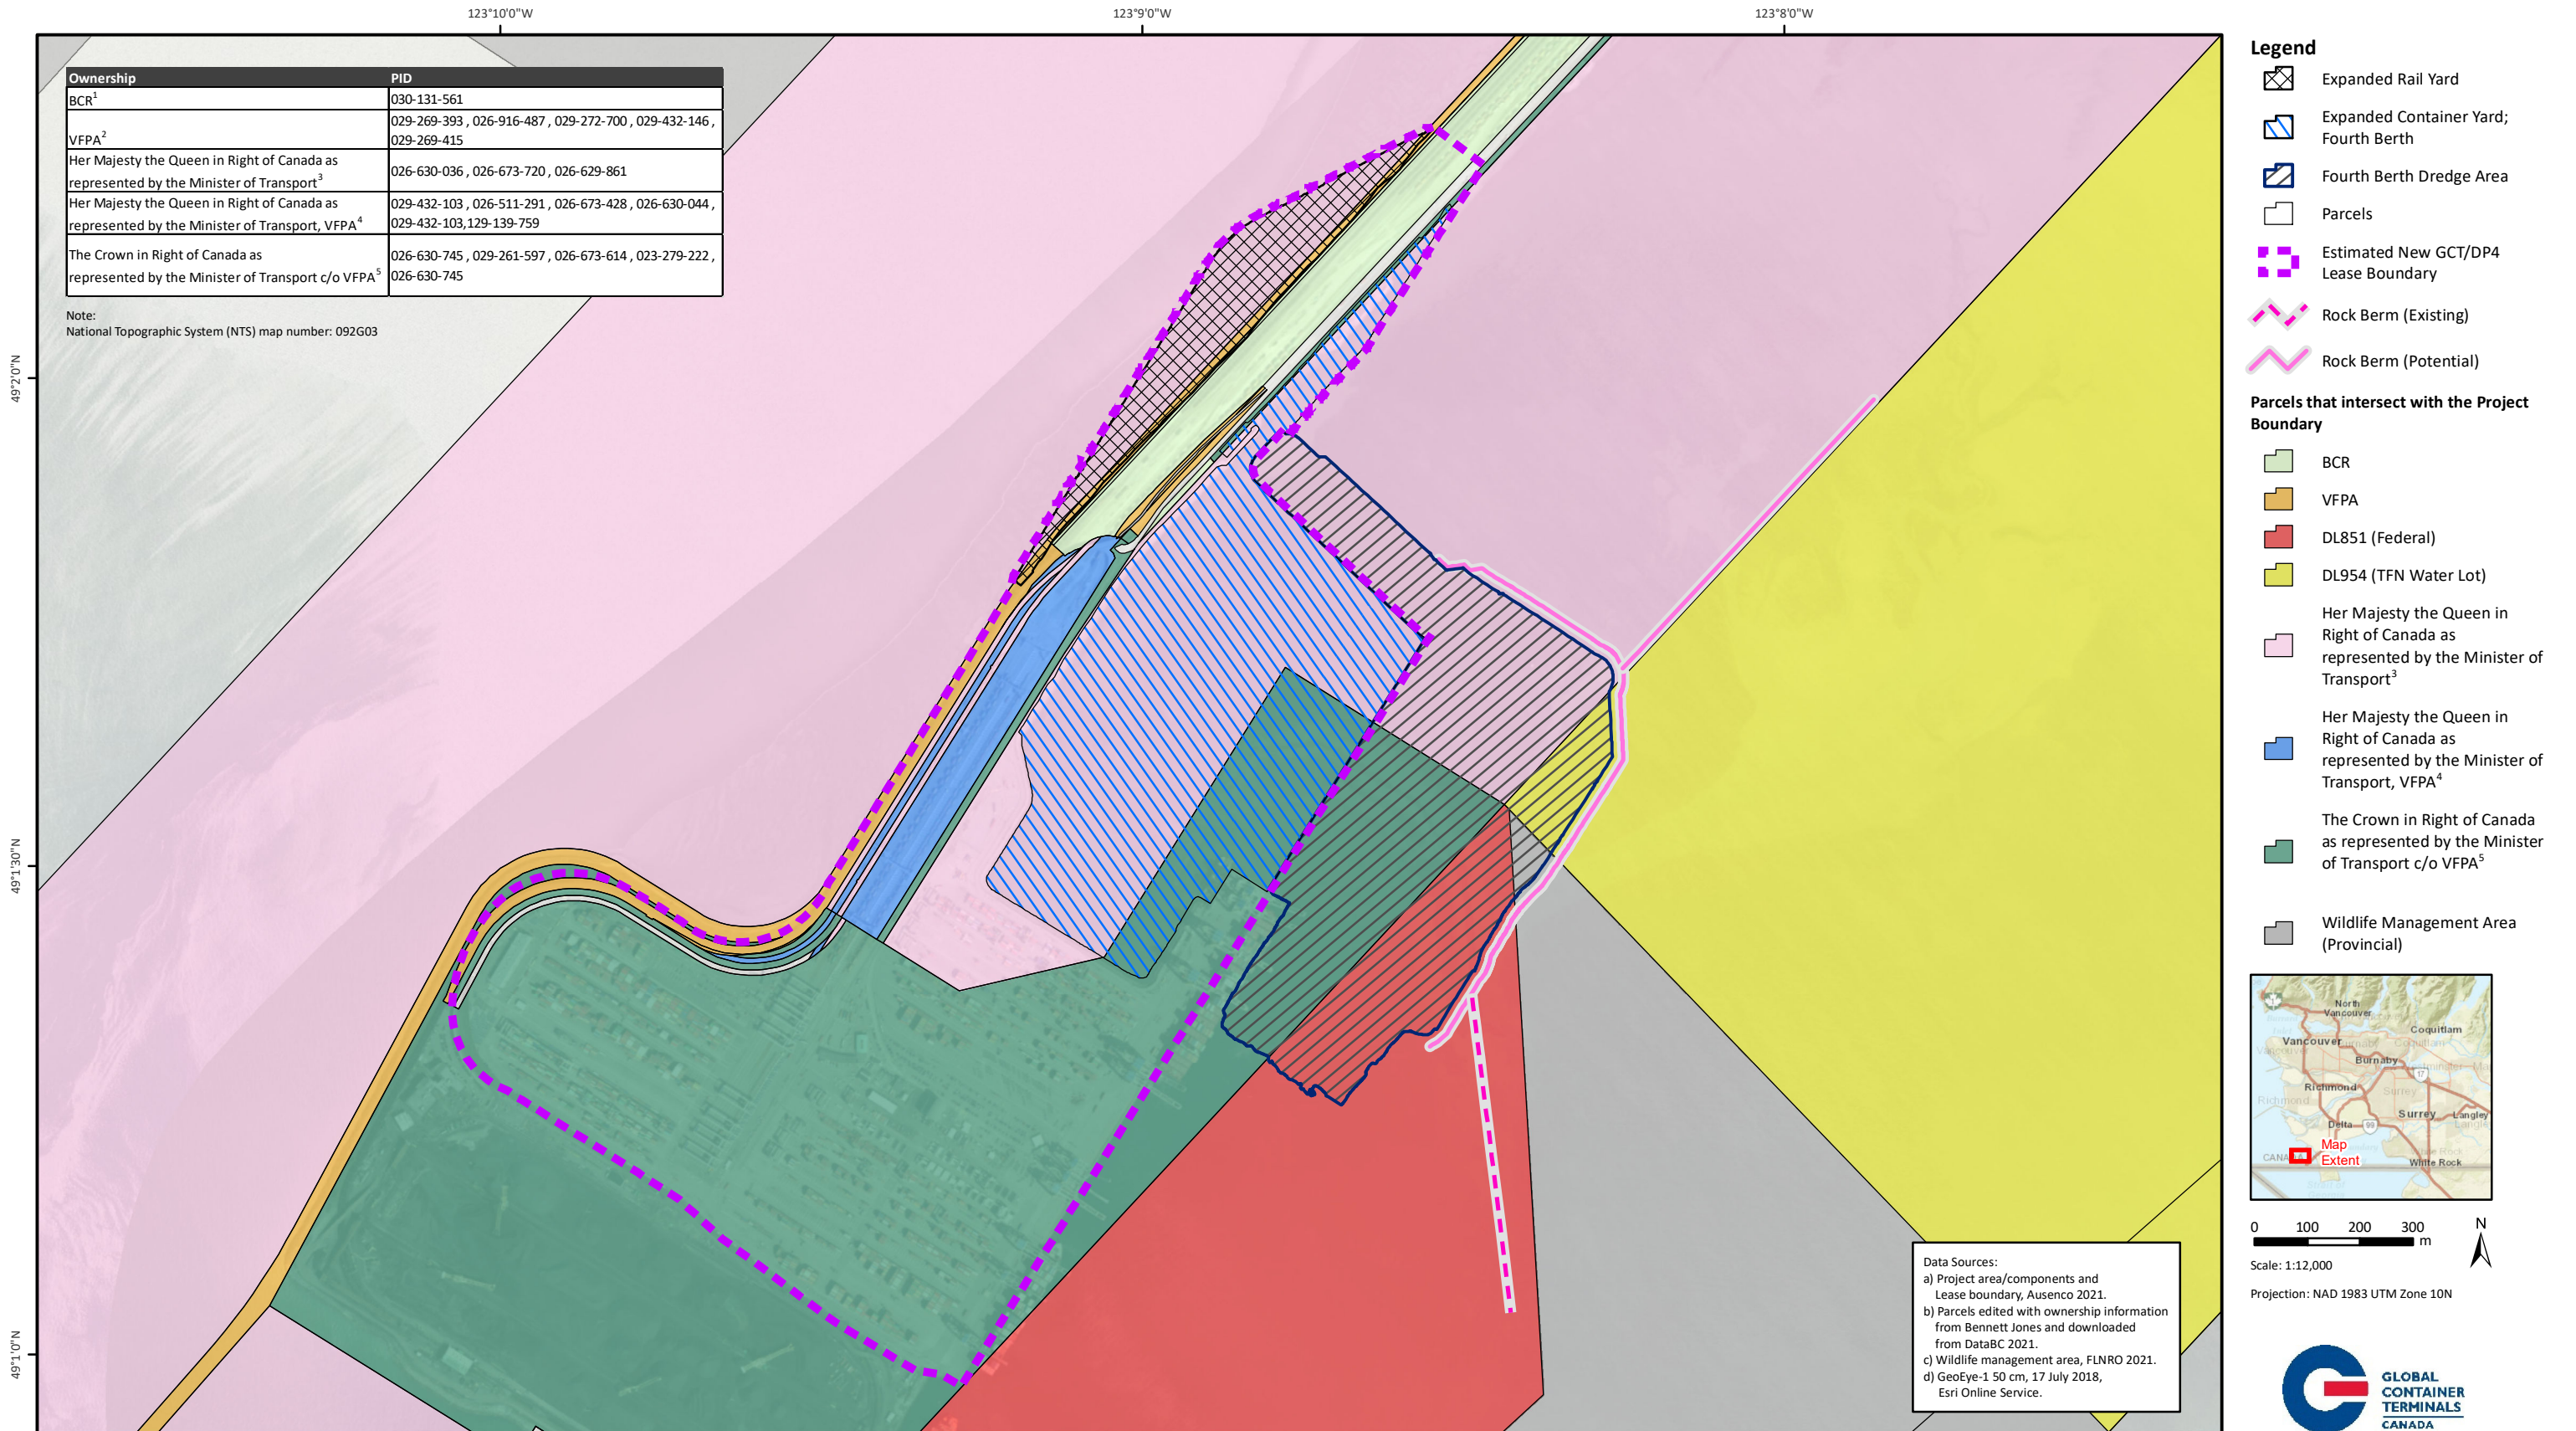 123°10'0"W 123°9'0"W 123°8'0"W
49°2'0"N
49°1'30"N
49°1'0"N
Ownership PID
BCR1 030-131-561
VFPA2 029-269-393 , 026-916-487 , 029-272-700 , 029-432-146 ,
029-269-415
Her Majesty the Queen in Right of Canada as
represented by the Minister of Transport3 026-630-036 , 026-673-720 , 026-629-861
Her Majesty the Queen in Right of Canada as 029-432-103 , 026-511-291 , 026-673-428 , 026-630-044 ,
represented by the Minister of Transport, VFPA4 029-432-103,129-139-759
The Crown in Right of Canada as 026-630-745 , 029-261-597 , 026-673-614 , 023-279-222 ,
represented by the Minister of Transport c/o VFPA5 026-630-745
Note:
National Topographic System (NTS) map number: 092G03
Legend
Expanded Rail Yard
Expanded Container Yard;
Fourth Berth
Fourth Berth Dredge Area
Parcels
Estimated New GCT/DP4
Lease Boundary
Rock Berm (Existing)
Rock Berm (Potential)
Parcels that intersect with the Project
Boundary
BCR
VFPA
DL851 (Federal)
DL954 (TFN Water Lot)
Her Majesty the Queen in
Right of Canada as
represented by the Minister of
Transport3
Her Majesty the Queen in
Right of Canada as
represented by the Minister of
Transport, VFPA4
The Crown in Right of Canada
as represented by the Minister
of Transport c/o VFPA5
Wildlife Management Area
(Provincial)
North
Vancouver
Coquitlam
Vancouver
Burnaby
17
Richmond
Surrey
Richmond
Surrey
Langley
Delta
99
Map
Extent
White Rock
0 100 200 300
m
N
Scale: 1:12,000
Projection: NAD 1983 UTM Zone 10N
Data Sources:
a) Project area/components and
Lease boundary, Ausenco 2021.
b) Parcels edited with ownership information
from Bennett Jones and downloaded
from DataBC 2021.
c) Wildlife management area, FLNRO 2021.
d) GeoEye-1 50 cm, 17 July 2018,
Esri Online Service.
GLOBAL
CONTAINER
TERMINALS
CANADA